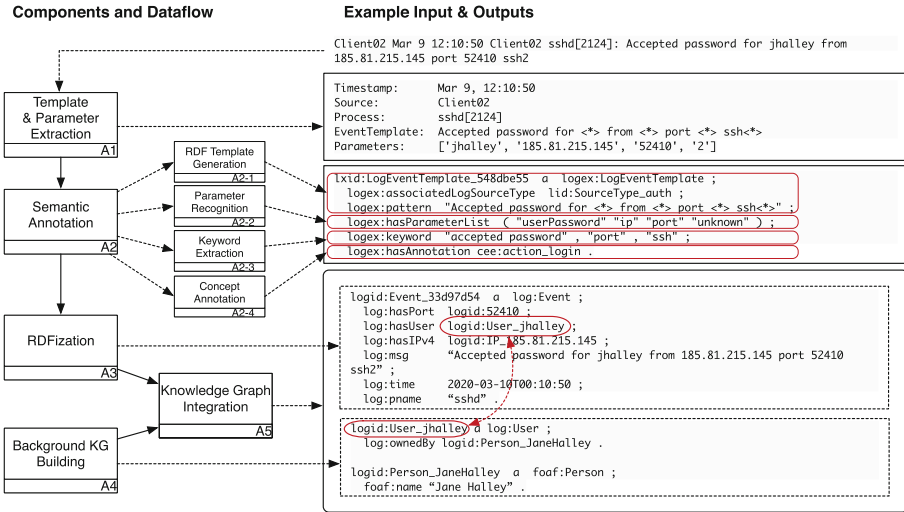 Components and Dataflow
Example Input & Outputs
Client02 Mar 9 12:10:50 Client02 sshd[2124]: Accepted password for jhalley from
185.81.215.145 port 52410 ssh2
Template
& Parameter
Extraction
A1
Timestamp: Mar 9, 12:10:50
Source: Client02
Process: sshd[2124]
EventTemplate: Accepted password for <*> from <*> port <*> ssh<*>
Parameters: ['jhalley', '185.81.215.145', '52410', '2']
Semantic
Annotation
A2
RDF Template
Generation
A2-1
Parameter
Recognition
A2-2
Keyword
Extraction
A2-3
Concept
Annotation
A2-4
lxid:LogEventTemplate_548dbe55 a logex:LogEventTemplate ;
logex:associatedLogSourceType lid:SourceType_auth ;
logex:pattern "Accepted password for <*> from <*> port <*> ssh<*>" ;
logex:hasParameterList ( "userPassword" "ip" "port" "unknown" ) ;
logex:keyword "accepted password" , "port" , "ssh" ;
logex:hasAnnotation cee:action_login .
RDFization
A3
Knowledge Graph
Integration
A5
Background KG
Building
A4
logid:Event_33d97d54 a log:Event ;
log:hasPort logid:52410 ;
log:hasUser logid:User_jhalley ;
log:hasIPv4 logid:IP_185.81.215.145 ;
log:msg “Accepted password for jhalley from 185.81.215.145 port 52410
ssh2” ;
log:time 2020-03-10T00:10:50 ;
log:pname “sshd” .
logid:User_jhalley a log:User ;
log:ownedBy logid:Person_JaneHalley .
logid:Person_JaneHalley a foaf:Person ;
foaf:name “Jane Halley” .